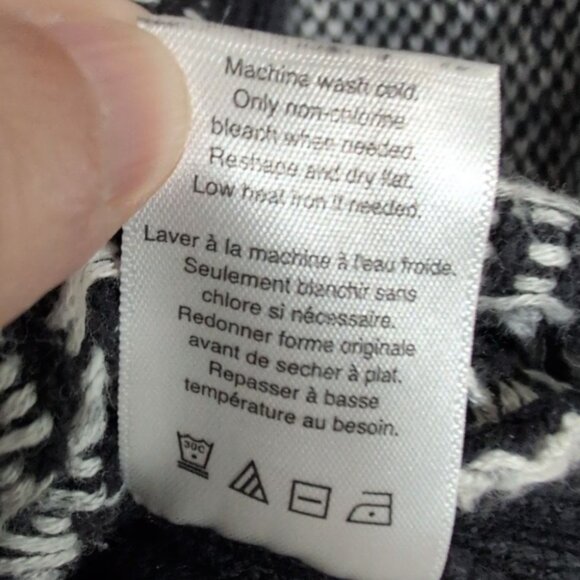 Machine wash cold.
Only non-chlorine
bleach when needed.
Reshape and dry flat.
Low heat iron if needed.
Laver à la machine à l'eau froide.
Seulement blanchir sans
chlore si nécessaire.
Redonner forme originale
avant de secher à plat.
Repasser à basse
température au besoin.
30C